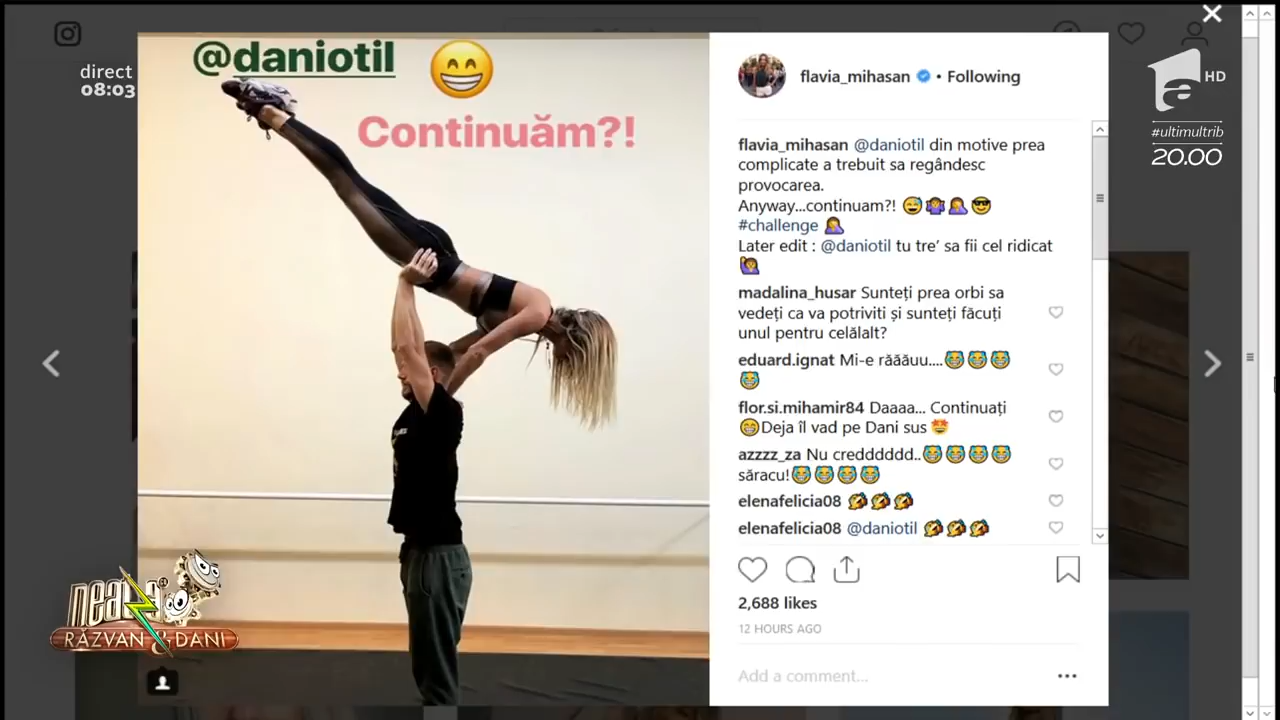 direct
08:03
@daniotil
Continuăm?!
flavia_mihasan • Following
flavia_mihasan @daniotil din motive prea
complicate a trebuit sa regândesc
provocarea.
Anyway...continuam?! 😅🤷‍♀️🤦‍♀️😎
#challenge 🤦‍♀️
Later edit : @daniotil tu tre’ sa fii cel ridicat
🙋‍♀️
madalina_husar Sunteți prea orbi sa
vedeți ca va potriviti și sunteți făcuți
unul pentru celălalt?
eduard.ignat Mi-e răăăuu....😹😹😹
😹
flor.si.mihamir84 Daaaa... Continuați
😁Deja îl vad pe Dani sus 🤩
azzzz_za Nu credddddd..😹😹😹😹
săracu!😹😹😹😹
elenafelicia08 🤣🤣🤣
elenafelicia08 @daniotil 🤣🤣🤣
2,688 likes
12 HOURS AGO
Add a comment...
HD
#ultimultrib
20.00
neatza
RĂZVAN & DANI